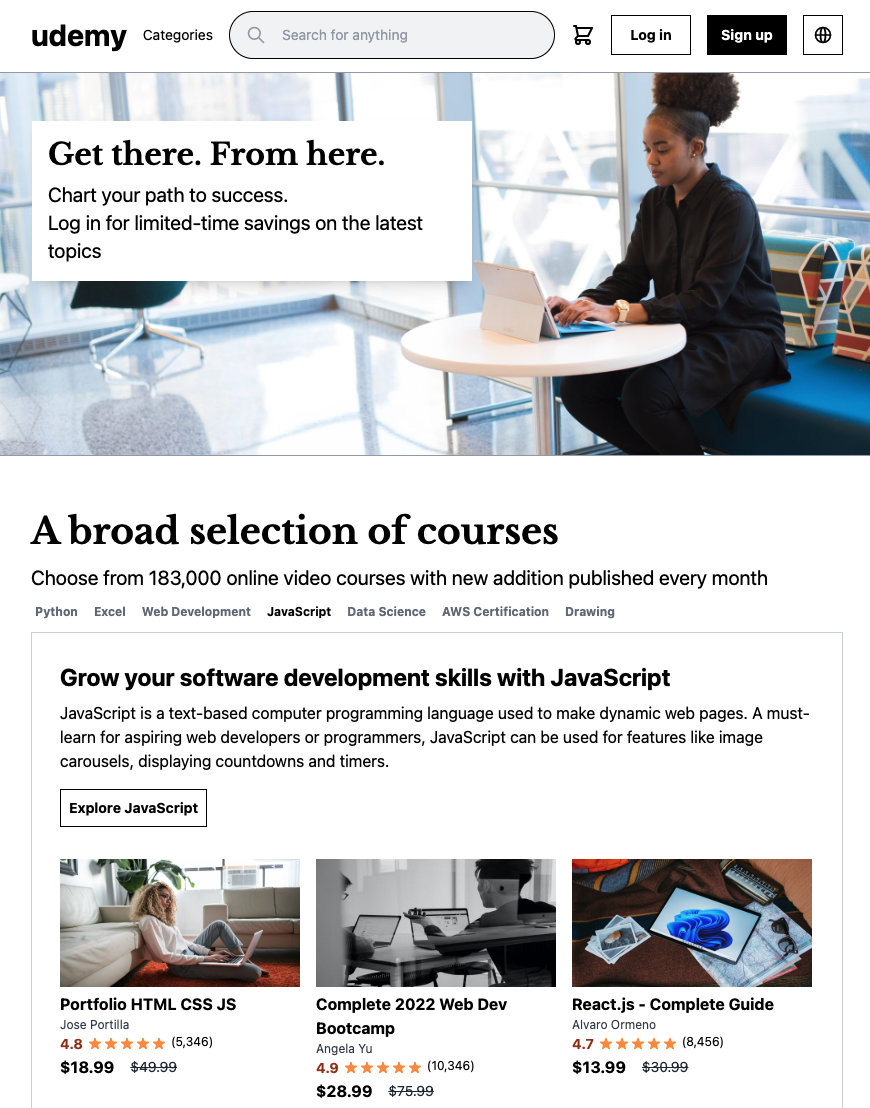 udemy Categories Search for anything Log in Sign up
Get there. From here.
Chart your path to success.
Log in for limited-time savings on the latest
topics
A broad selection of courses
Choose from 183,000 online video courses with new addition published every month
Python Excel Web Development JavaScript Data Science AWS Certification Drawing
Grow your software development skills with JavaScript
JavaScript is a text-based computer programming language used to make dynamic web pages. A must-
learn for aspiring web developers or programmers, JavaScript can be used for features like image
carousels, displaying countdowns and timers.
Explore JavaScript
Portfolio HTML CSS JS
Jose Portilla
4.8 (5,346)
$18.99 $49.99
Complete 2022 Web Dev
Bootcamp
Angela Yu
4.9 (10,346)
$28.99 $75.99
React.js - Complete Guide
Alvaro Ormeno
4.7 (8,456)
$13.99 $30.99